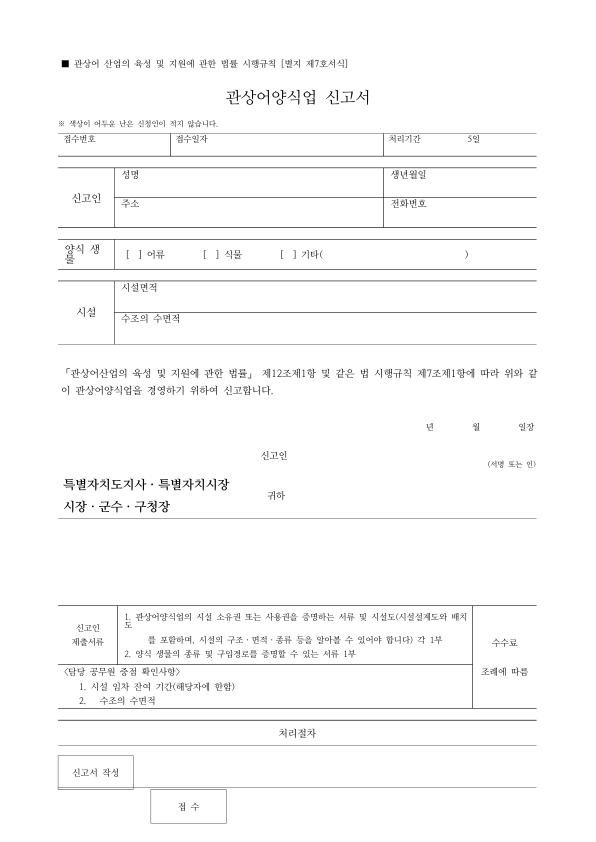 ■ 관상어 산업의 육성 및 지원에 관한 법률 시행규칙 [별지 제7호서식]
관상어양식업 신고서
※ 색상이 어두운 난은 신청인이 적지 않습니다.
접수번호 접수일자 처리기간 5일
성명 생년월일
신고인
주소 전화번호
양식 생
물
[ ] 어류 [ ] 식물 [ ] 기타( )
시설면적
시설
수조의 수면적
「관상어산업의 육성 및 지원에 관한 법률」 제12조제1항 및 같은 법 시행규칙 제7조제1항에 따라 위와 같
이 관상어양식업을 경영하기 위하여 신고합니다.
년 월 일장
신고인
(서명 또는 인)
특별자치도지사ㆍ특별자치시장
귀하
시장ㆍ군수ㆍ구청장
신고인
제출서류
1. 관상어양식업의 시설 소유권 또는 사용권을 증명하는 서류 및 시설도(시설설계도와 배치
도
를 포함하며, 시설의 구조ㆍ면적ㆍ종류 등을 알아볼 수 있어야 합니다) 각 1부
2. 양식 생물의 종류 및 구입경로를 증명할 수 있는 서류 1부
수수료
조례에 따름
<담당 공무원 중점 확인사항>
1. 시설 임차 잔여 기간(해당자에 한함)
2. 수조의 수면적
처리절차
신고서 작성
접 수